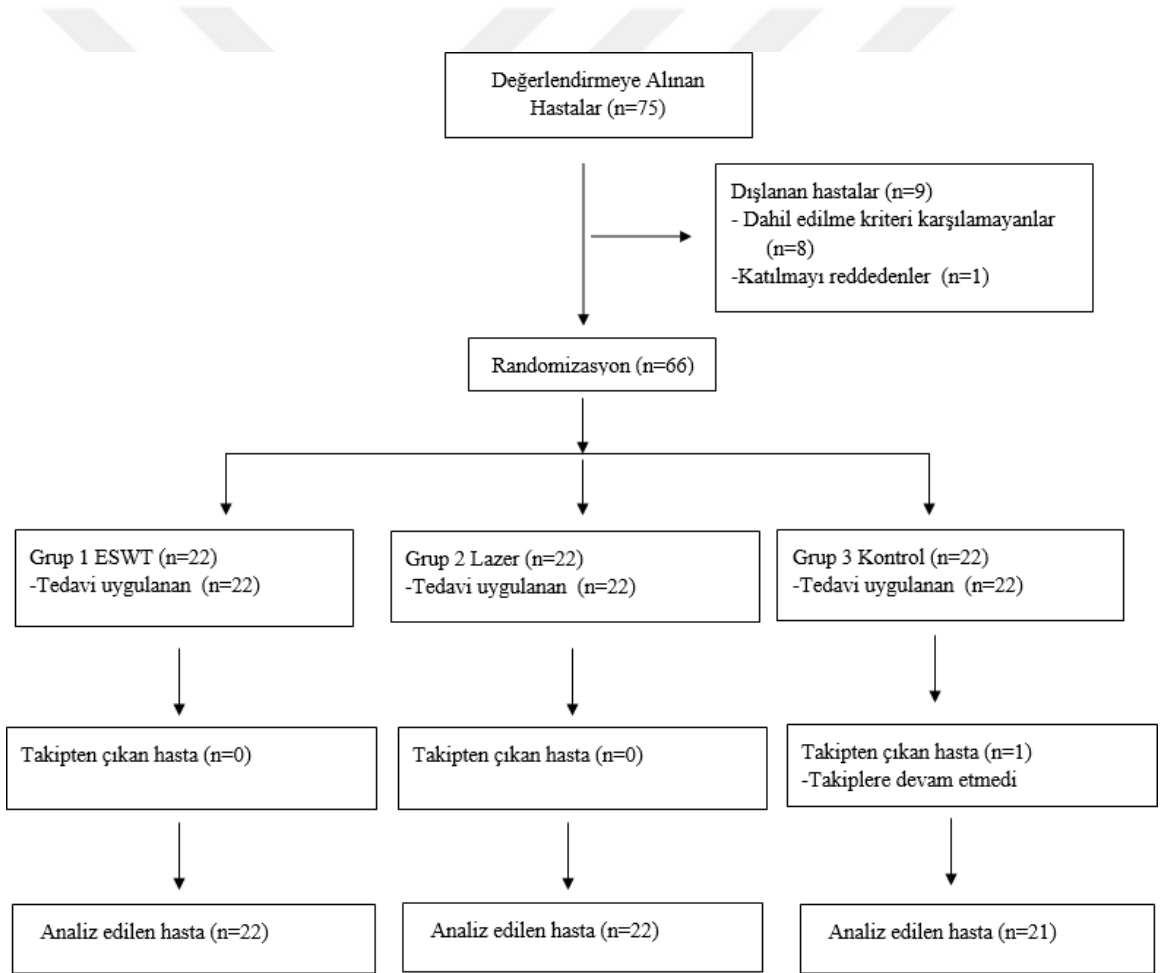 Değerlendirmeye Alınan
Hastalar (n=75)
Dışlanan hastalar (n=9)
- Dahil edilme kriteri karşılamayanlar
(n=8)
-Katılmayı reddedenler (n=1)
Randomizasyon (n=66)
Grup 1 ESWT (n=22)
-Tedavi uygulanan (n=22)
Grup 2 Lazer (n=22)
-Tedavi uygulanan (n=22)
Grup 3 Kontrol (n=22)
-Tedavi uygulanan (n=22)
Takipten çıkan hasta (n=0)
Takipten çıkan hasta (n=0)
Takipten çıkan hasta (n=1)
-Takiplere devam etmedi
Analiz edilen hasta (n=22)
Analiz edilen hasta (n=22)
Analiz edilen hasta (n=21)